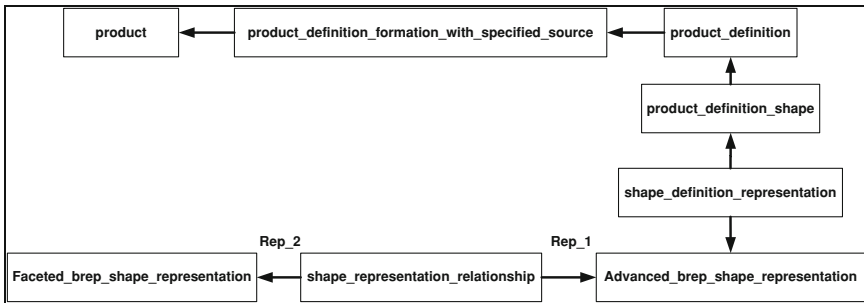 product
product_definition_formation_with_specified_source
product_definition
product_definition_shape
shape_definition_representation
Rep_2
Rep_1
Faceted_brep_shape_representation
shape_representation_relationship
Advanced_brep_shape_representation